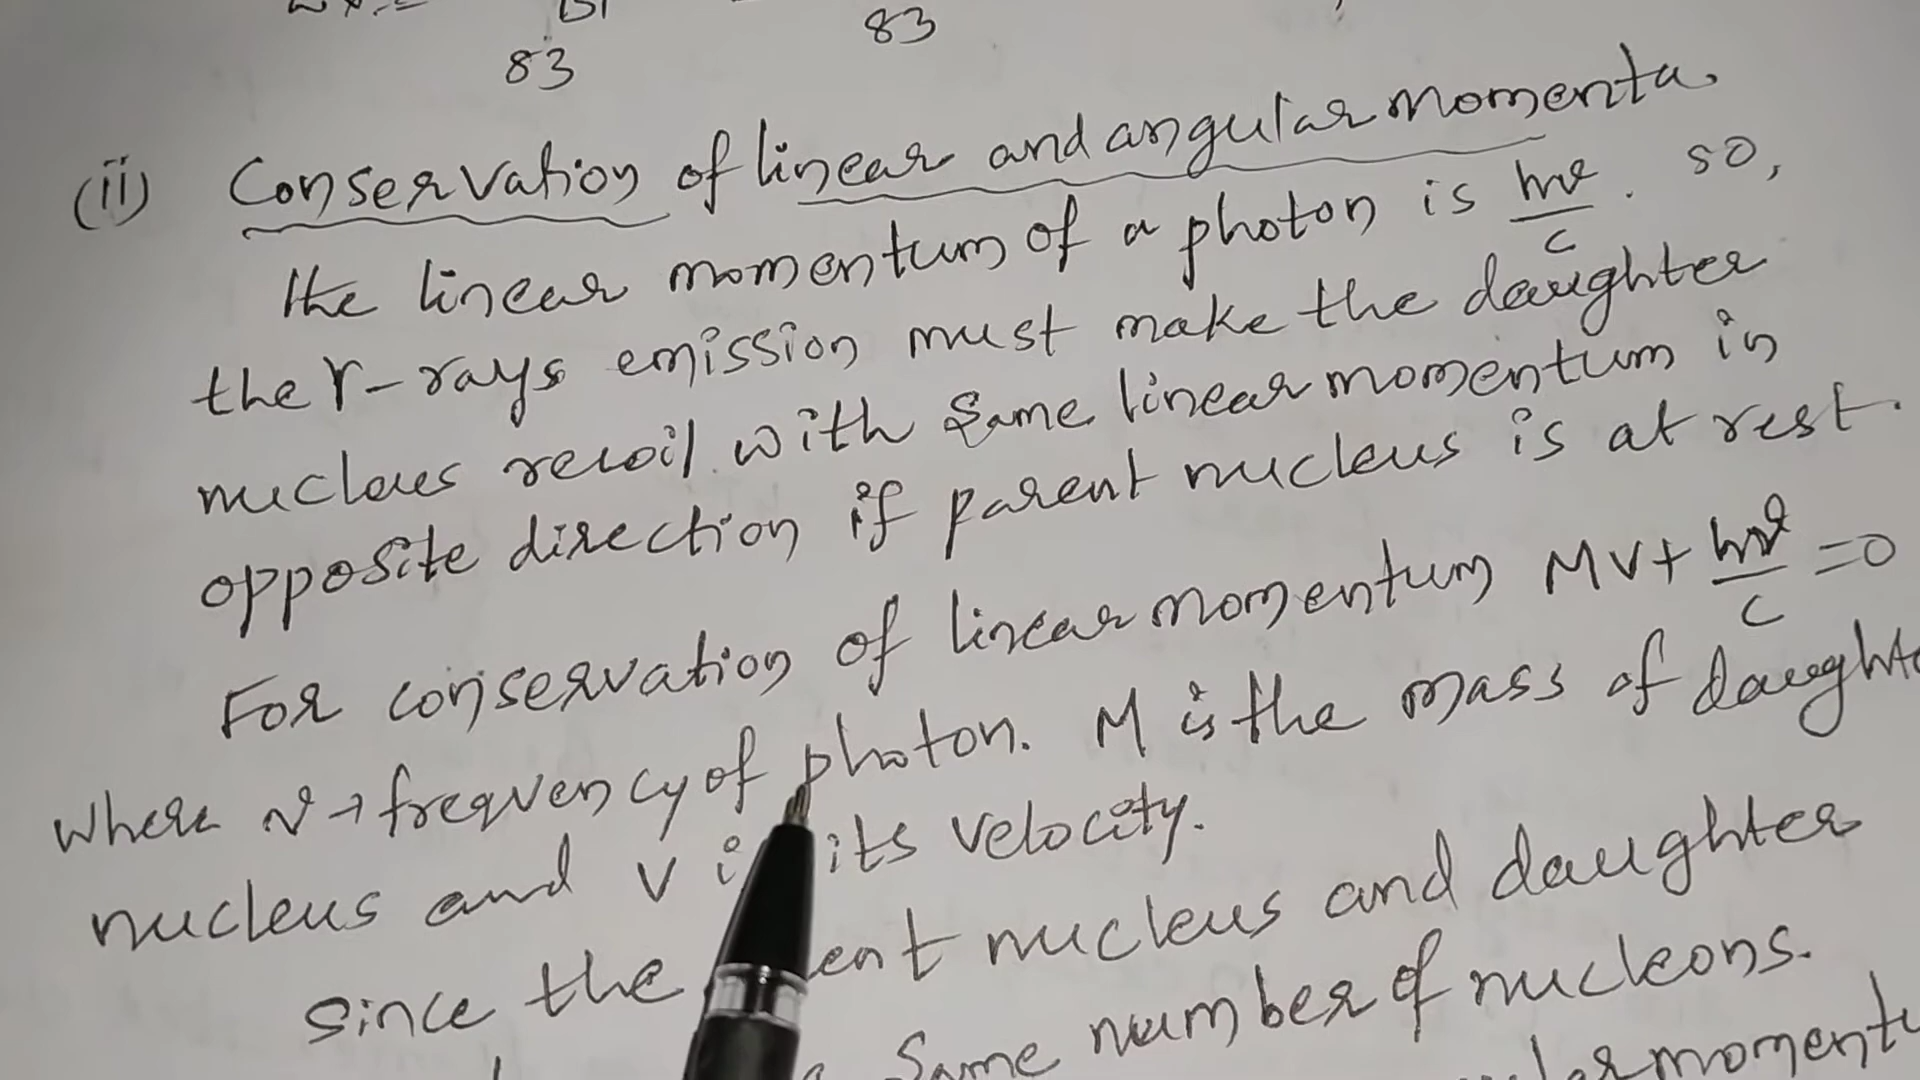 83 83
(ii) Conservation of linear and angular momenta.
The linear momentum of a photon is hν/c. so,
the γ-rays emission must make the daughter
nucleus recoil with same linear momentum in
opposite direction if parent nucleus is at rest.
For conservation of linear momentum MV+ hν/c =0
where ν→frequency of photon. M is the mass of daughte
nucleus and V its velocity.
since the ent nucleus and daughter
same number of nucleons.
momentu